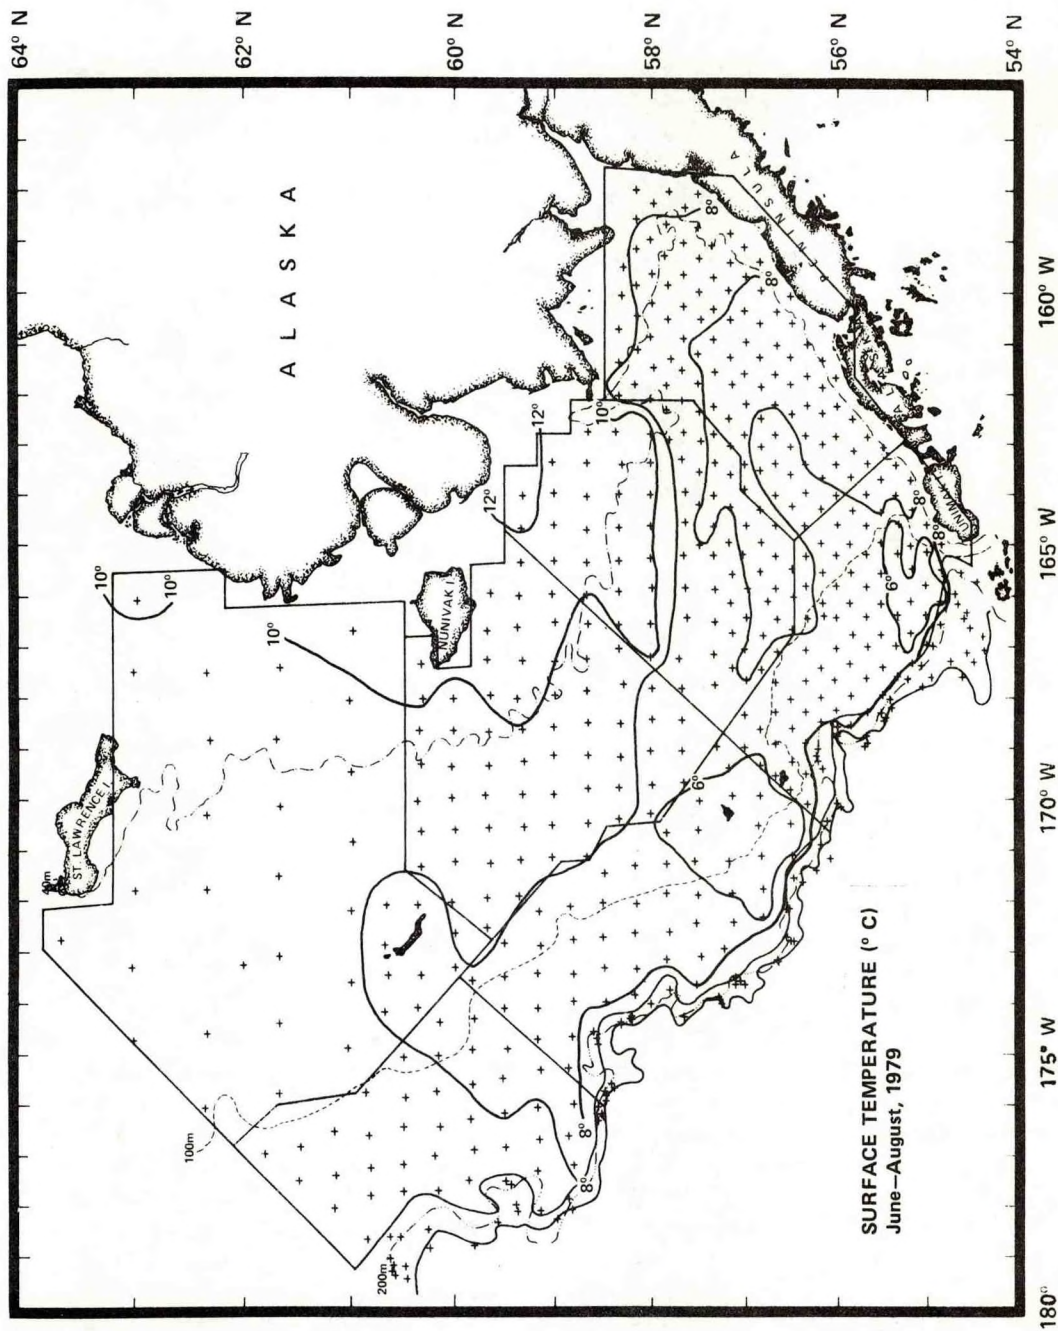 64° N
62° N
60° N
58° N
56° N
54° N
160° W
165° W
170° W
175° W
180°
ALASKA
PENINSULA
UNIMAK I.
NUNIVAK I.
ST. LAWRENCE I.
40m
100m
200m
10°
10°
10°
12°
12°
10°
8°
8°
8°
8°
6°
6°
8°
8°
SURFACE TEMPERATURE (° C)
June—August, 1979